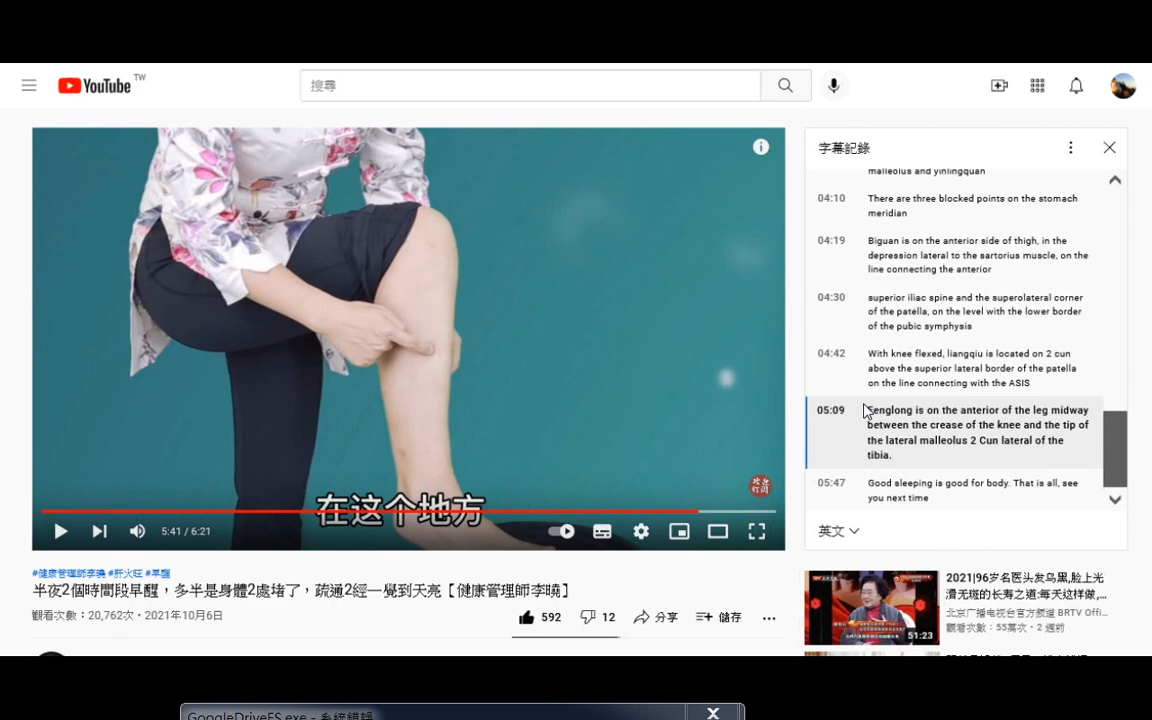 YouTube TW
搜尋
字幕記錄
malleolus and yinlingquan
04:10
There are three blocked points on the stomach
meridian
04:19
Biguan is on the anterior side of thigh, in the
depression lateral to the sartorius muscle, on the
line connecting the anterior
04:30
superior iliac spine and the superolateral corner
of the patella, on the level with the lower border
of the pubic symphysis
04:42
With knee flexed, liangqiu is located on 2 cun
above the superior lateral border of the patella
on the line connecting with the ASIS
05:09
Fenglong is on the anterior of the leg midway
between the crease of the knee and the tip of
the lateral malleolus 2 Cun lateral of the
tibia.
05:47
Good sleeping is good for body. That is all, see
you next time
英文
在这个地方
5:41 / 6:21
#健康管理師李曉 #肝火旺 #早醒
半夜2個時間段早醒，多半是身體2處堵了，疏通2經一覺到天亮【健康管理師李曉】
觀看次數：20,762次 • 2021年10月6日
592
12
分享
儲存
2021|96岁名医头发乌黑,脸上光
滑无斑的长寿之道:每天这样做,...
北京广播电视台官方频道 BRTV Offi...
觀看次數：55萬次 • 2 週前
51:23
GoogleDriveFS.exe - 系統錯誤